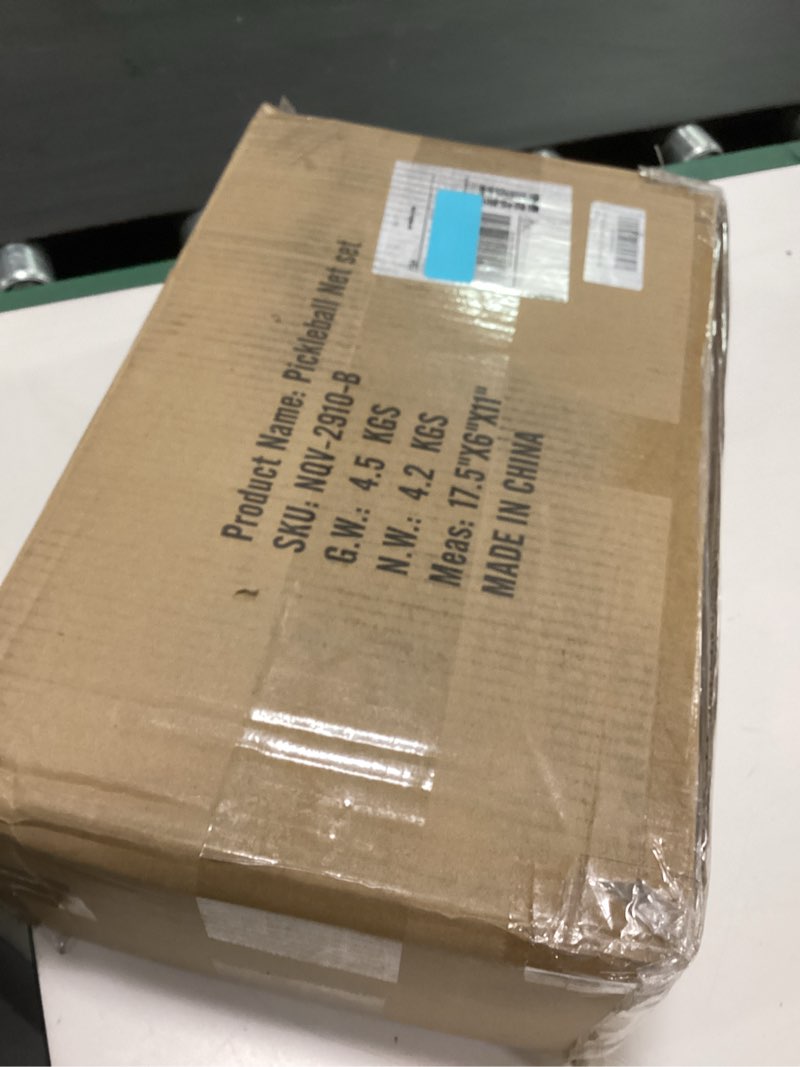 Product Name: Pickleball Net set
SKU: NQV-2910-B
G.W.: 4.5 KGS
N.W.: 4.2 KGS
Meas: 17.5"X6"X11"
MADE IN CHINA